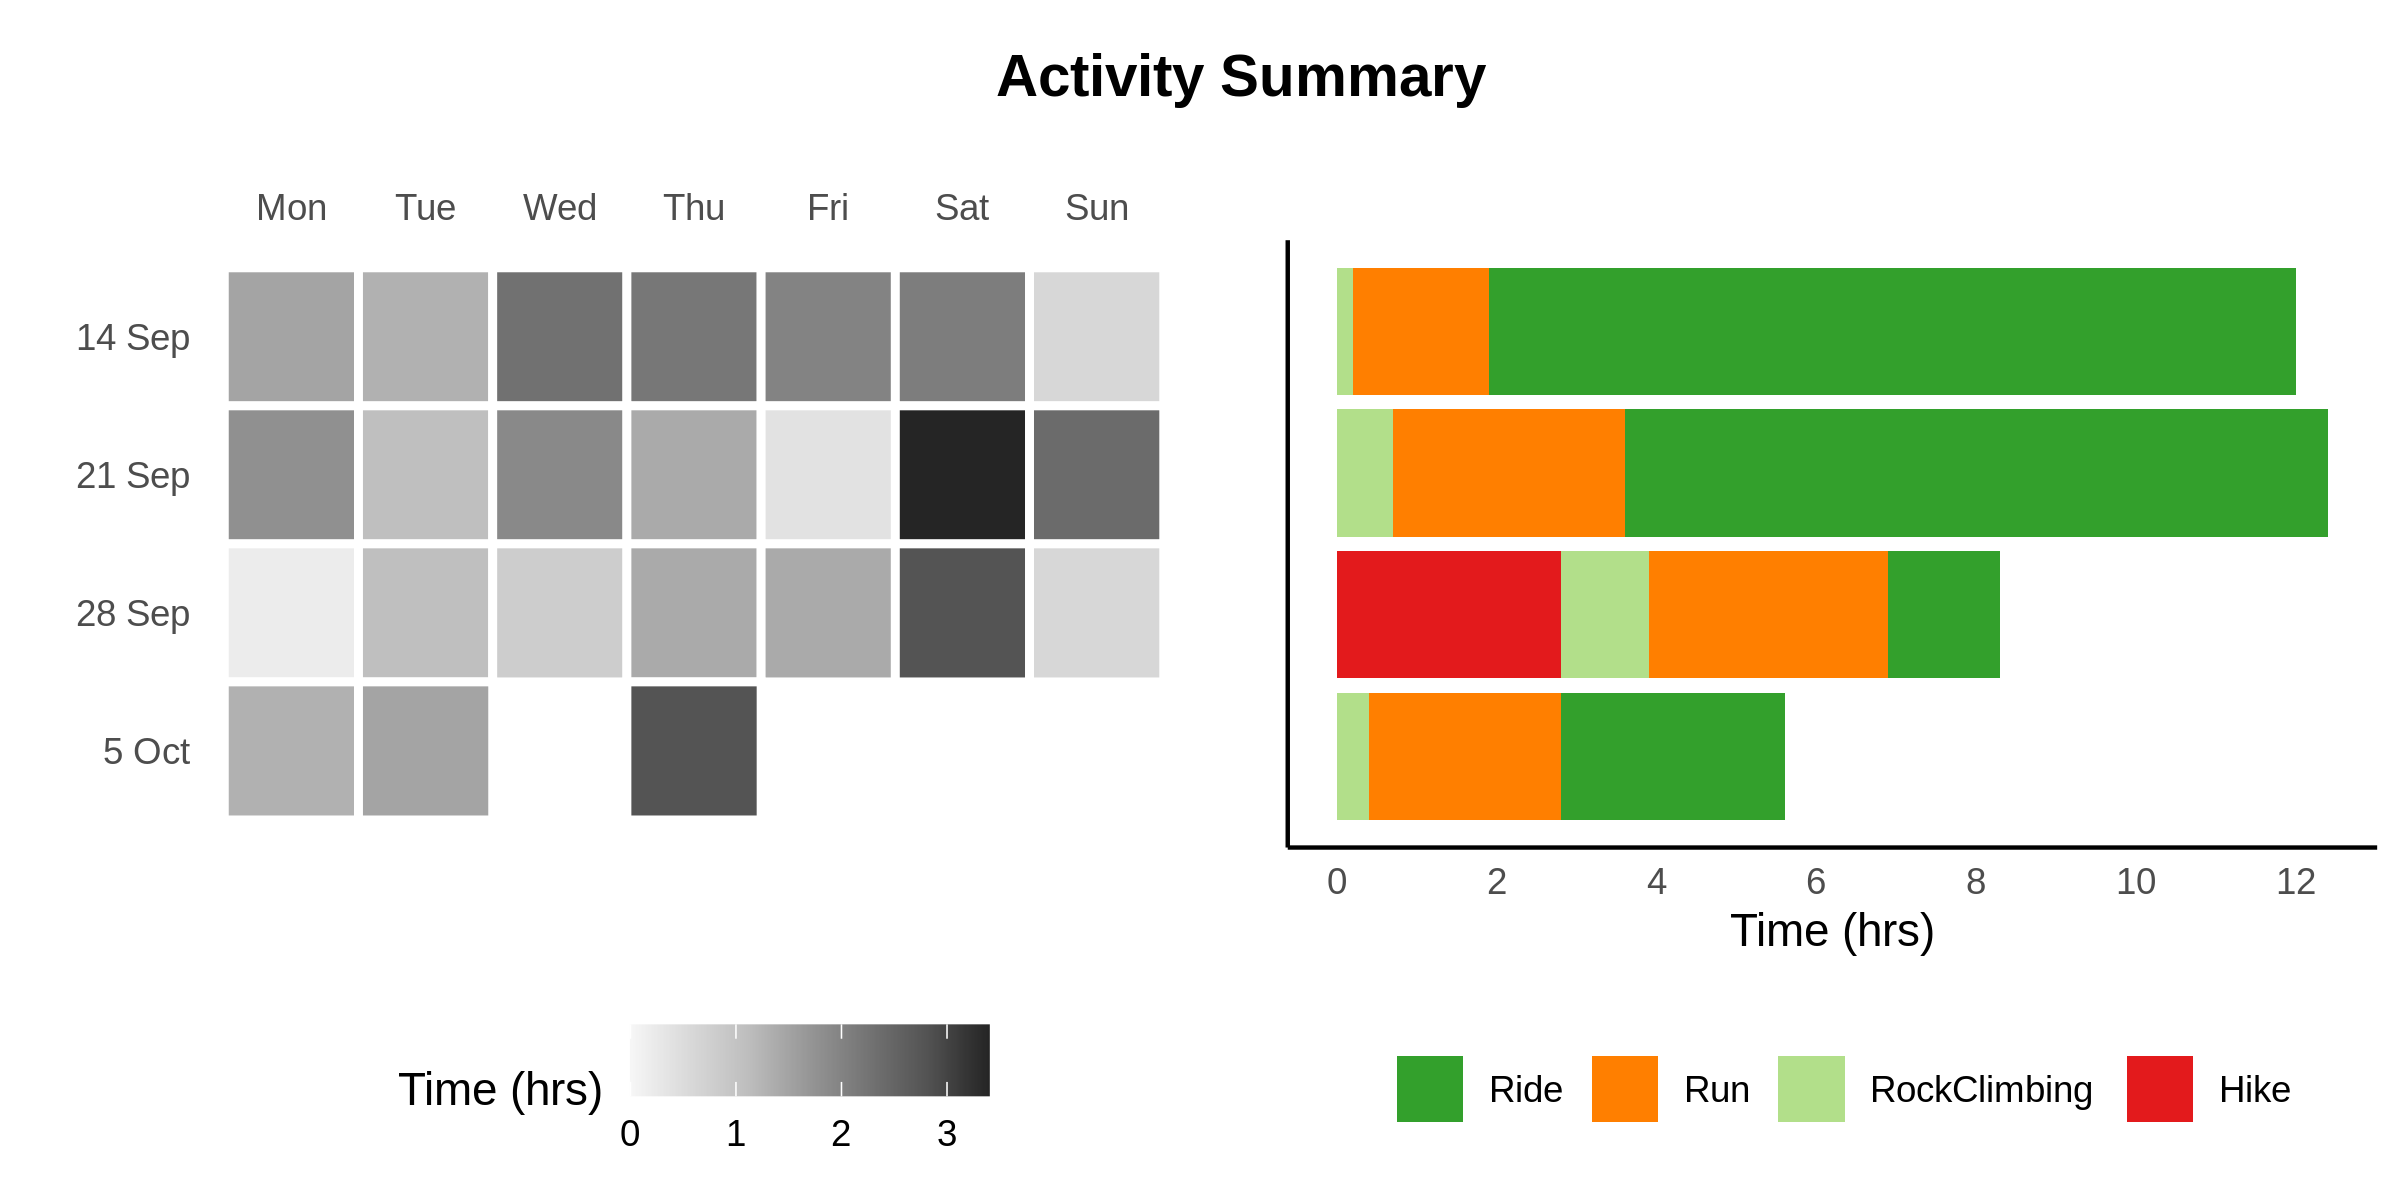 Activity Summary
Mon Tue Wed Thu Fri Sat Sun
14 Sep
21 Sep
28 Sep
5 Oct
0 2 4 6 8 10 12
Time (hrs)
Time (hrs)
0 1 2 3
Ride Run RockClimbing Hike